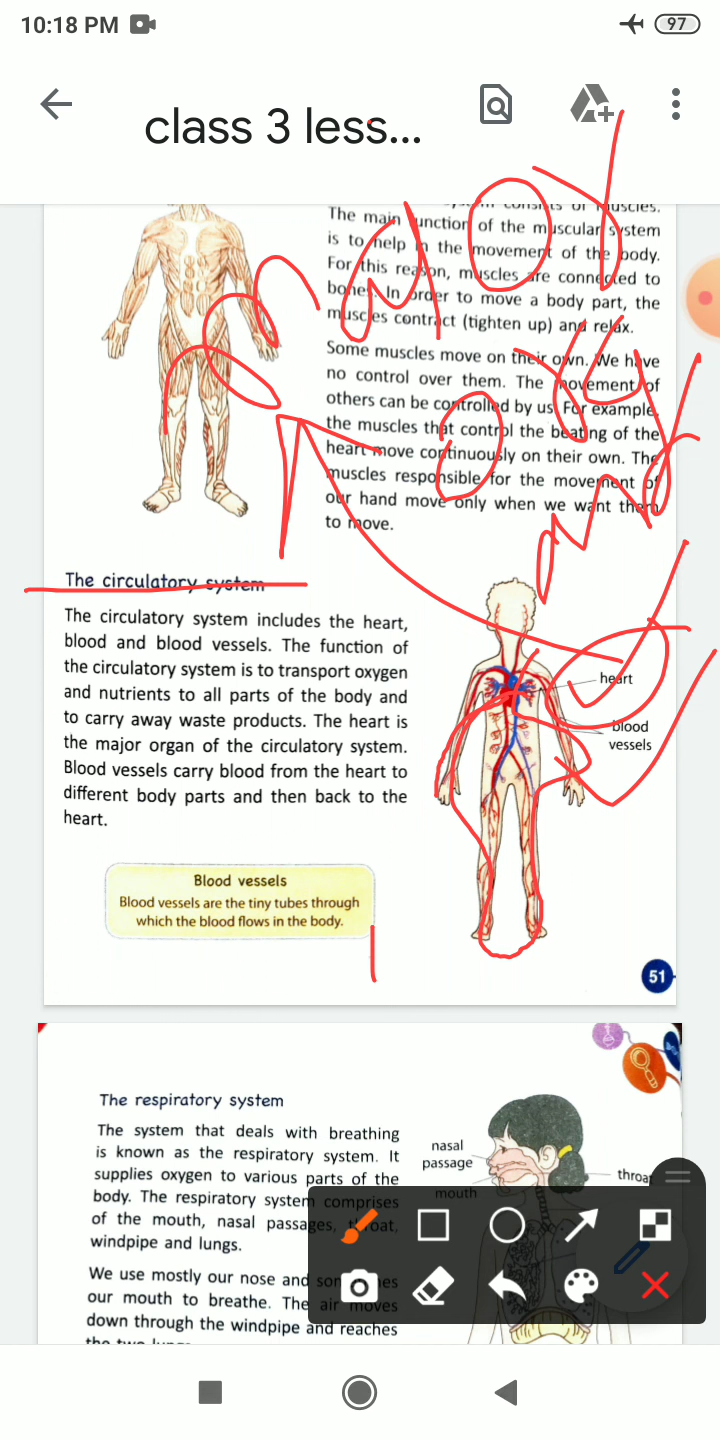 10:18 PM
97
class 3 less...
The main function of the muscular system
is to help in the movement of the body.
For this reason, muscles are connected to
bones. In order to move a body part, the
muscles contract (tighten up) and relax.
Some muscles move on their own. We have
no control over them. The movement of
others can be controlled by us. For example,
the muscles that control the beating of the
heart move continuously on their own. The
muscles responsible for the movement of
our hand move only when we want them
to move.
The circulatory system
The circulatory system includes the heart,
blood and blood vessels. The function of
the circulatory system is to transport oxygen
and nutrients to all parts of the body and
to carry away waste products. The heart is
the major organ of the circulatory system.
Blood vessels carry blood from the heart to
different body parts and then back to the
heart.
heart
blood
vessels
Blood vessels
Blood vessels are the tiny tubes through
which the blood flows in the body.
51
The respiratory system
The system that deals with breathing
is known as the respiratory system. It
supplies oxygen to various parts of the
body. The respiratory system comprises
of the mouth, nasal passages, throat,
windpipe and lungs.
We use mostly our nose and sometimes
our mouth to breathe. The air moves
down through the windpipe and reaches
nasal
passage
mouth